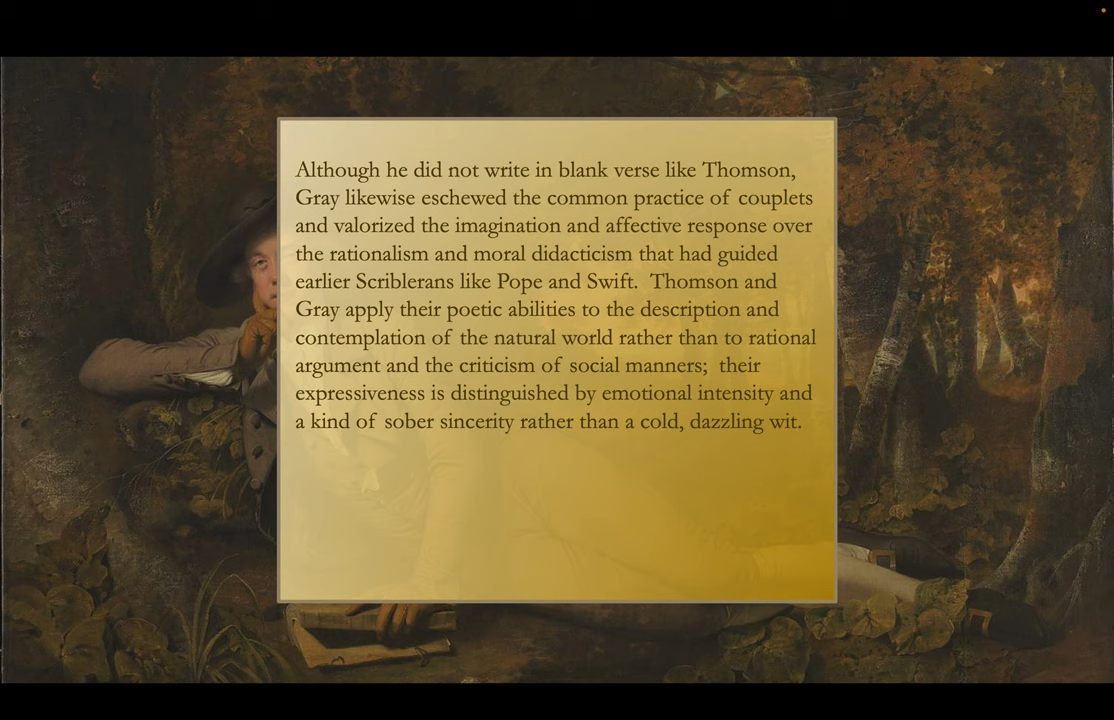 Although he did not write in blank verse like Thomson,
Gray likewise eschewed the common practice of couplets
and valorized the imagination and affective response over
the rationalism and moral didacticism that had guided
earlier Scriblerans like Pope and Swift.  Thomson and
Gray apply their poetic abilities to the description and
contemplation of the natural world rather than to rational
argument and the criticism of social manners;  their
expressiveness is distinguished by emotional intensity and
a kind of sober sincerity rather than a cold, dazzling wit.